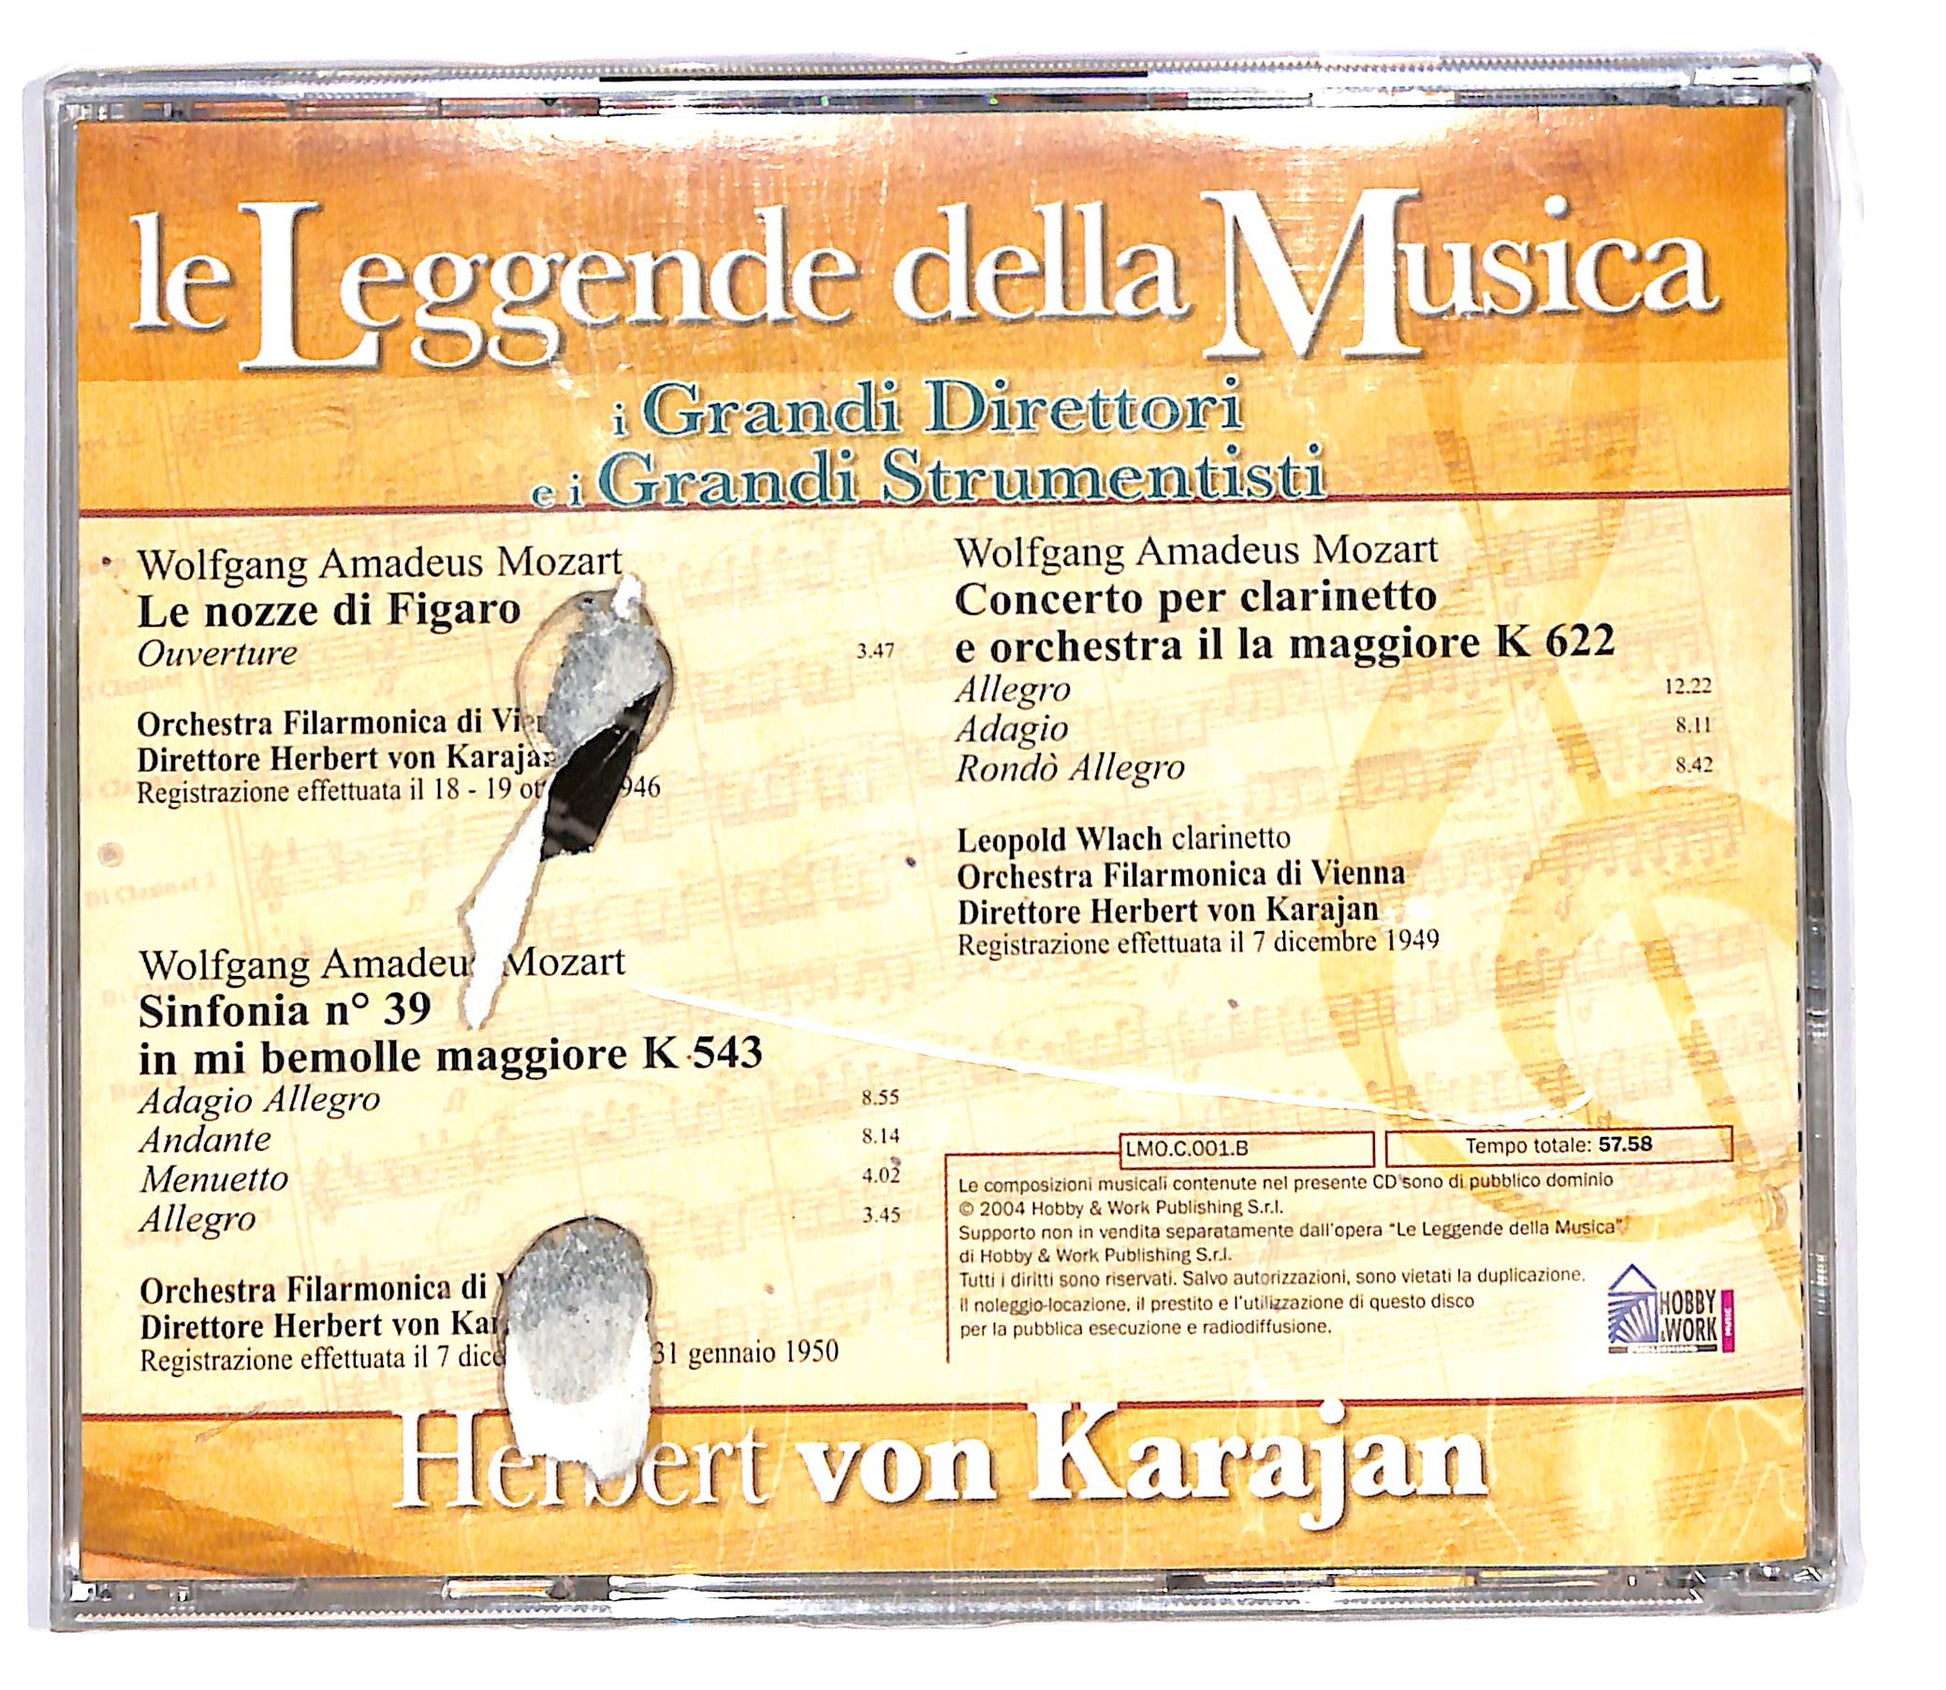 le Leggende della Musica
i Grandi Direttori
e i Grandi Strumentisti
Wolfgang Amadeus Mozart
Le nozze di Figaro
Ouverture 3.47
Orchestra Filarmonica di
Direttore Herbert von Karajan
Registrazione effettuata il 18 - 19
Wolfgang Amadeus Mozart
Sinfonia n° 39
in mi bemolle maggiore K 543
Adagio Allegro 8.55
Andante 8.14
Menuetto 4.02
Allegro 3.45
Orchestra Filarmonica di
Direttore Herbert von
Registrazione effettuata il 7 31 gennaio 1950
Wolfgang Amadeus Mozart
Concerto per clarinetto
e orchestra il la maggiore K 622
Allegro 12.22
Adagio 8.11
Rondò Allegro 8.42
Leopold Wlach clarinetto
Orchestra Filarmonica di Vienna
Direttore Herbert von Karajan
Registrazione effettuata il 7 dicembre 1949
LMO.C.001.B Tempo totale: 57.58
Le composizioni musicali contenute nel presente CD sono di pubblico dominio
© 2004 Hobby & Work Publishing S.r.l.
Supporto non in vendita separatamente dall'opera "Le Leggende della Musica"
di Hobby & Work Publishing S.r.l.
Tutti i diritti sono riservati. Salvo autorizzazioni, sono vietati la duplicazione,
il noleggio-locazione, il prestito e l'utilizzazione di questo disco
per la pubblica esecuzione e radiodiffusione.
HOBBY
& WORK
MUSIC
Herbert von Karajan